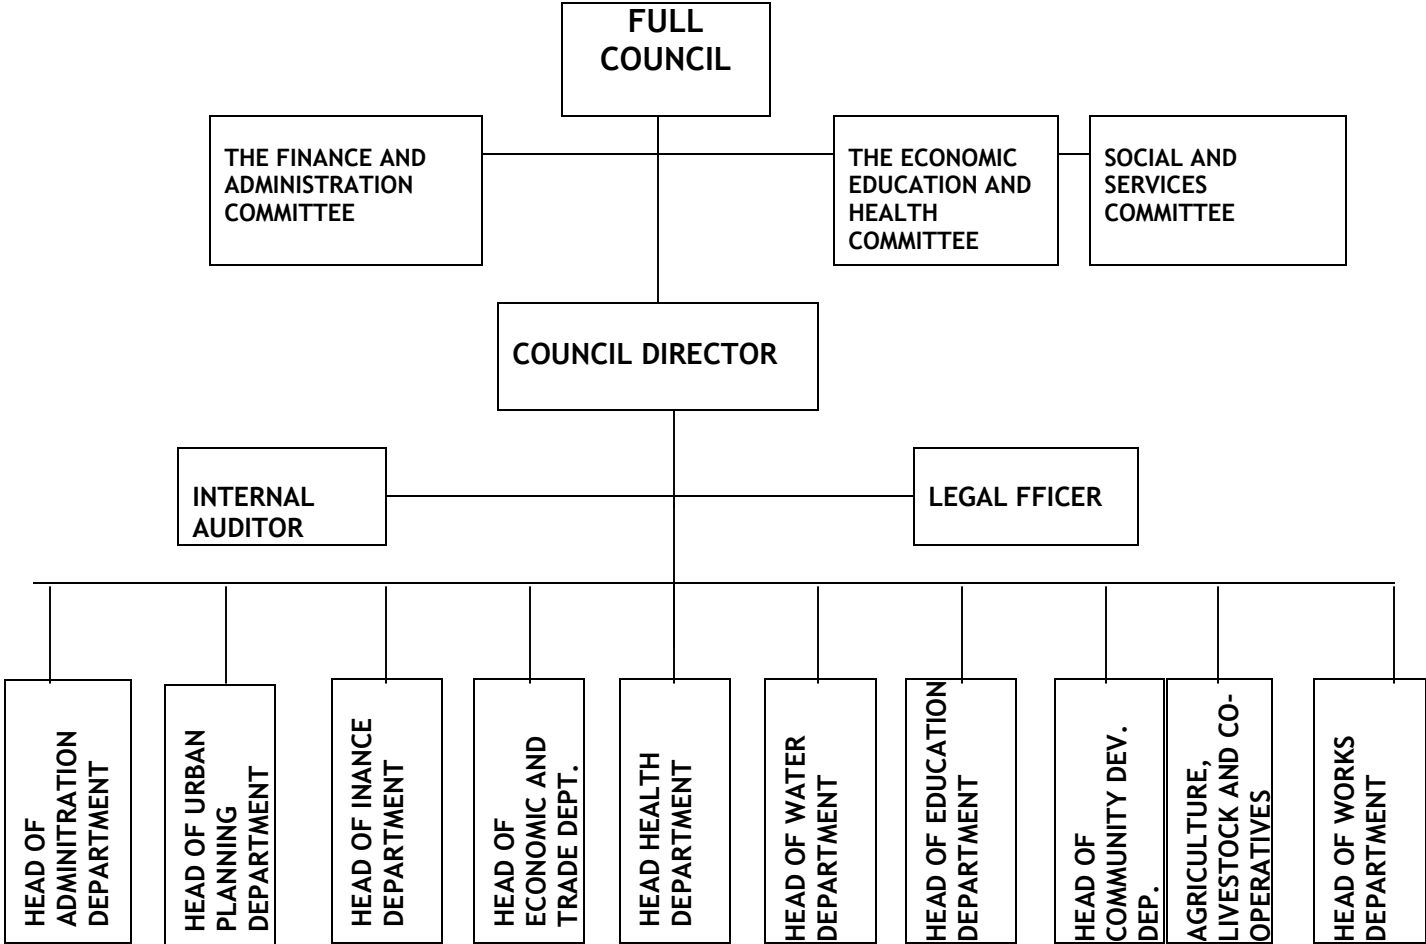 FULL
COUNCIL
THE FINANCE AND
ADMINISTRATION
COMMITTEE
THE ECONOMIC
EDUCATION AND
HEALTH
COMMITTEE
SOCIAL AND
SERVICES
COMMITTEE
COUNCIL DIRECTOR
INTERNAL
AUDITOR
LEGAL FFICER
HEAD OF
ADMINITRATION
DEPARTMENT
HEAD OF URBAN
PLANNING
DEPARTMENT
HEAD OF INANCE
DEPARTMENT
HEAD OF
ECONOMIC AND
TRADE DEPT.
HEAD HEALTH
DEPARTMENT
HEAD OF WATER
DEPARTMENT
HEAD OF EDUCATION
DEPARTMENT
HEAD OF
COMMUNITY DEV.
DEP.
AGRICULTURE,
LIVESTOCK AND CO-
OPERATIVES
HEAD OF WORKS
DEPARTMENT